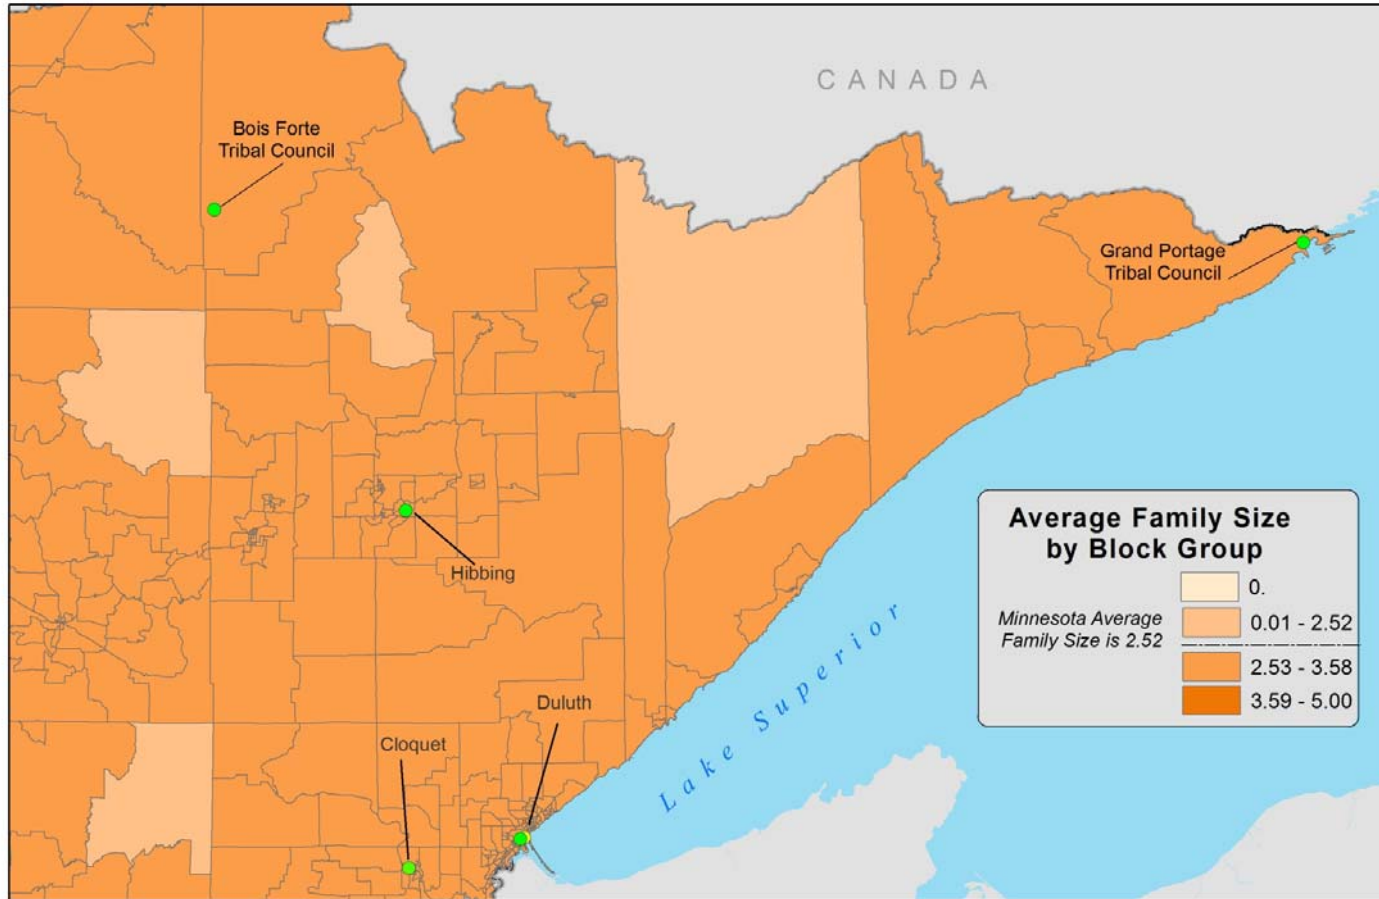 CANADA
Bois Forte
Tribal Council
Grand Portage
Tribal Council
Hibbing
Duluth
Cloquet
Lake Superior
Average Family Size
by Block Group
0.
Minnesota Average
Family Size is 2.52
0.01 - 2.52
2.53 - 3.58
3.59 - 5.00